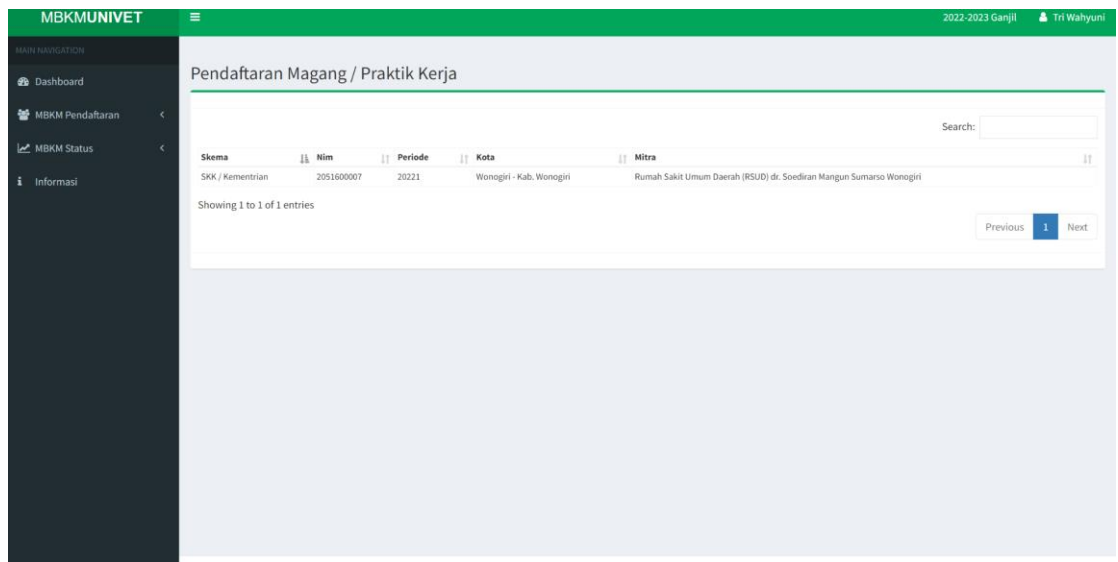 MBKMUNIVET
2022-2023 Ganjil Tri Wahyuni
MAIN NAVIGATION
Dashboard
MBKM Pendaftaran
MBKM Status
Informasi
Pendaftaran Magang / Praktik Kerja
Search:
Skema Nim Periode Kota Mitra
SKK / Kementrian 2051600007 20221 Wonogiri - Kab. Wonogiri Rumah Sakit Umum Daerah (RSUD) dr. Soediran Mangun Sumarso Wonogiri
Showing 1 to 1 of 1 entries
Previous 1 Next